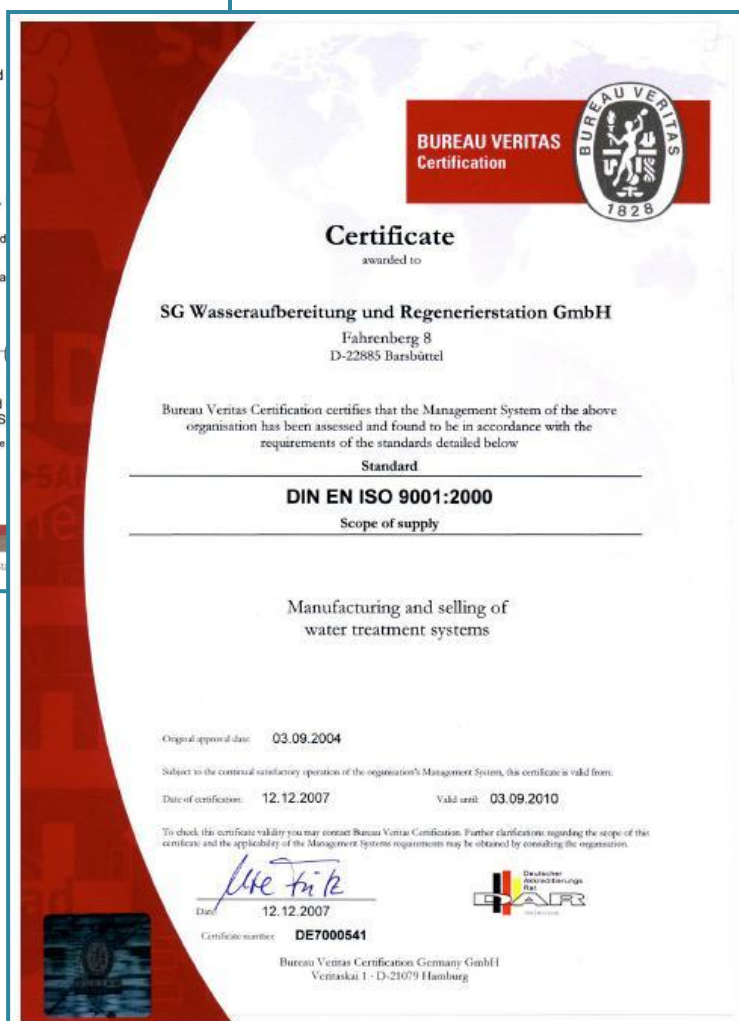 BUREAU VERITAS
Certification
BUREAU VERITAS
1828
Certificate
awarded to
SG Wasseraufbereitung und Regenerierstation GmbH
Fahrenberg 8
D-22885 Barsbüttel
Bureau Veritas Certification certifies that the Management System of the above
organisation has been assessed and found to be in accordance with the
requirements of the standards detailed below
Standard
DIN EN ISO 9001:2000
Scope of supply
Manufacturing and selling of
water treatment systems
Original approval date: 03.09.2004
Subject to the continual satisfactory operation of the organisation's Management System, this certificate is valid from:
Date of certification: 12.12.2007 Valid until: 03.09.2010
To check this certificate validity you may contact Bureau Veritas Certification. Further clarifications regarding the scope of this
certificate and the applicability of the Management Systems requirements may be obtained by consulting the organisation.
Date: 12.12.2007
Deutscher
Akkreditierungs
Rat
DAR
Certificate number: DE7000541
Bureau Veritas Certification Germany GmbH
Veritaskai 1 - D-21079 Hamburg